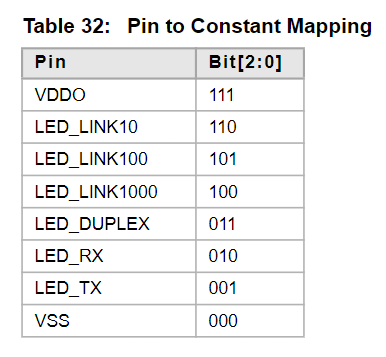 Table 32: Pin to Constant Mapping
Pin Bit[2:0]
VDDO 111
LED_LINK10 110
LED_LINK100 101
LED_LINK1000 100
LED_DUPLEX 011
LED_RX 010
LED_TX 001
VSS 000